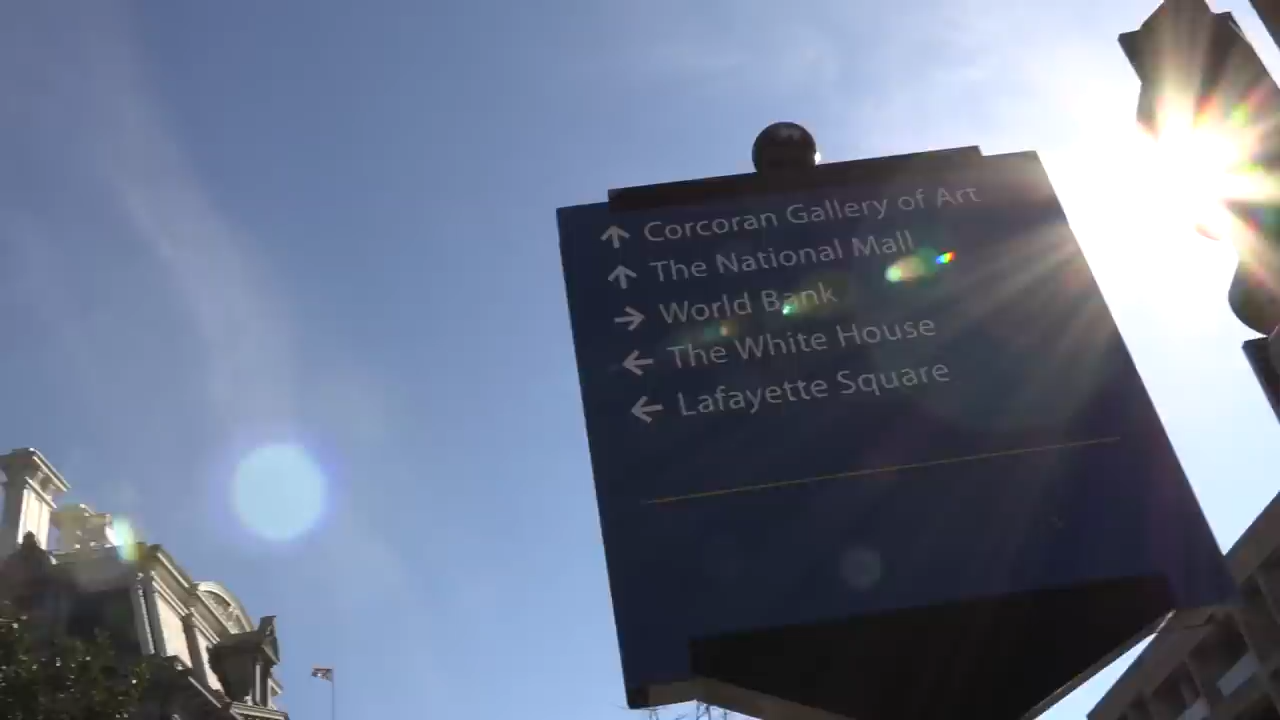 ↑ Corcoran Gallery of Art
↑ The National Mall
→ World Bank
← The White House
← Lafayette Square